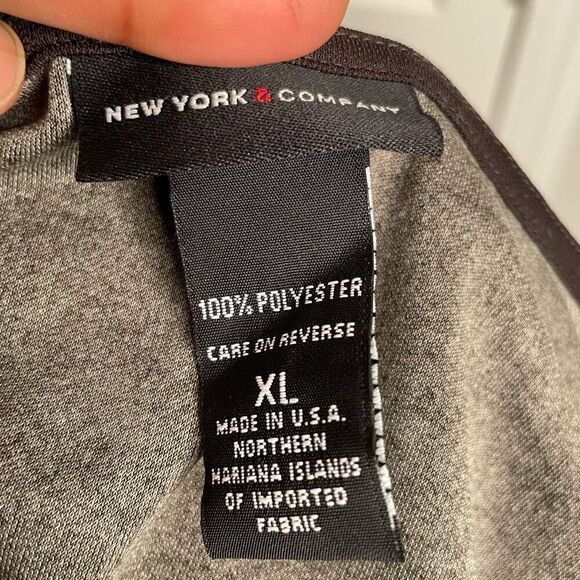 NEW YORK & COMPANY
100% POLYESTER
CARE ON REVERSE
XL
MADE IN U.S.A.
NORTHERN
MARIANA ISLANDS
OF IMPORTED
FABRIC